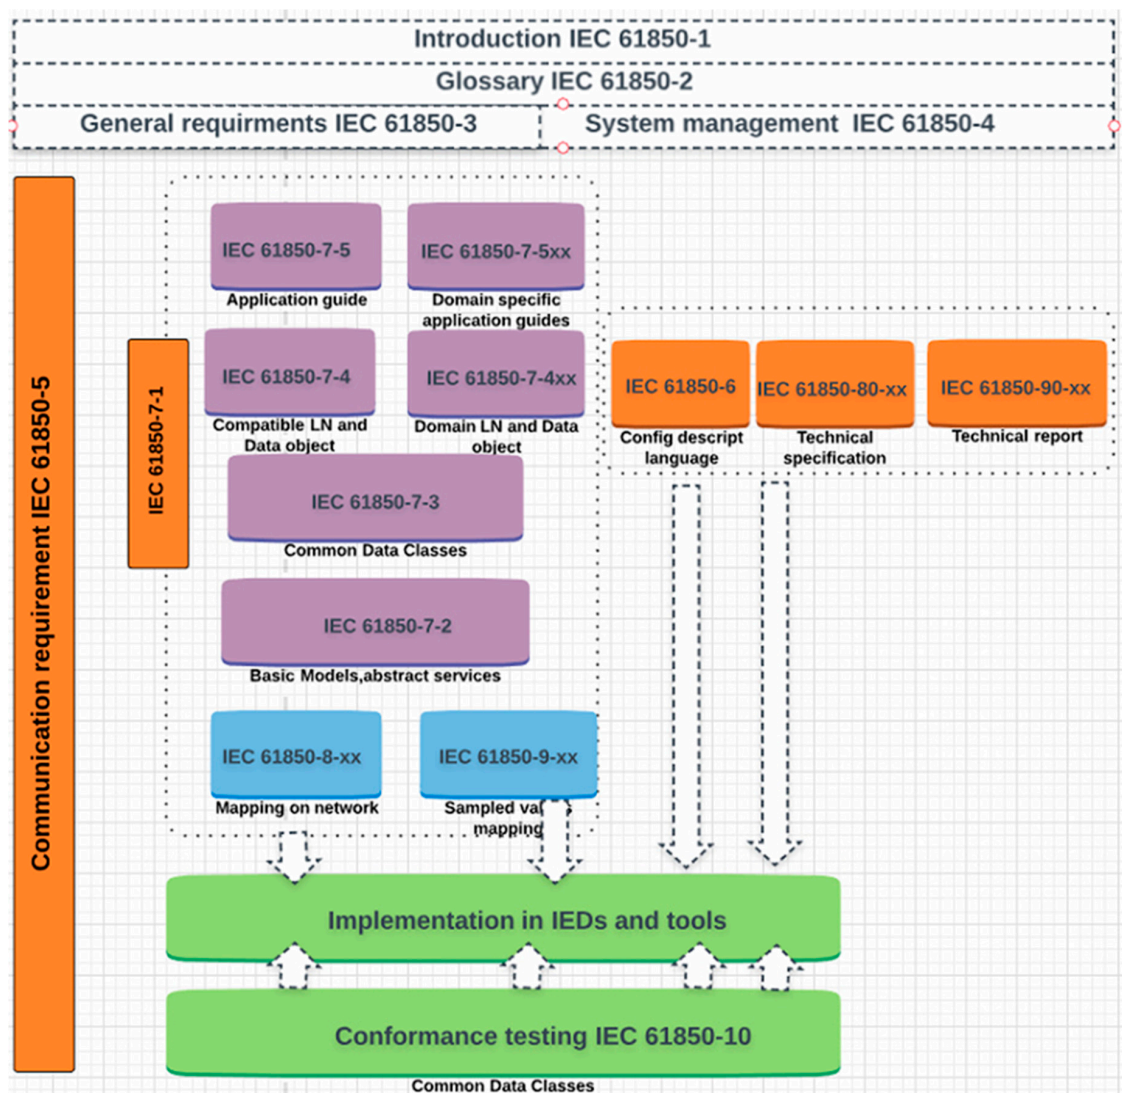 Introduction IEC 61850-1
Glossary IEC 61850-2
General requirments IEC 61850-3
System management IEC 61850-4
Communication requirement IEC 61850-5
IEC 61850-7-1
IEC 61850-7-5
Application guide
IEC 61850-7-5xx
Domain specific
application guides
IEC 61850-7-4
Compatible LN and
Data object
IEC 61850-7-4xx
Domain LN and Data
object
IEC 61850-7-3
Common Data Classes
IEC 61850-7-2
Basic Models,abstract services
IEC 61850-8-xx
Mapping on network
IEC 61850-9-xx
Sampled
mapping
IEC 61850-6
Config descript
language
IEC 61850-80-xx
Technical
specification
IEC 61850-90-xx
Technical report
Implementation in IEDs and tools
Conformance testing IEC 61850-10
Common Data Classes